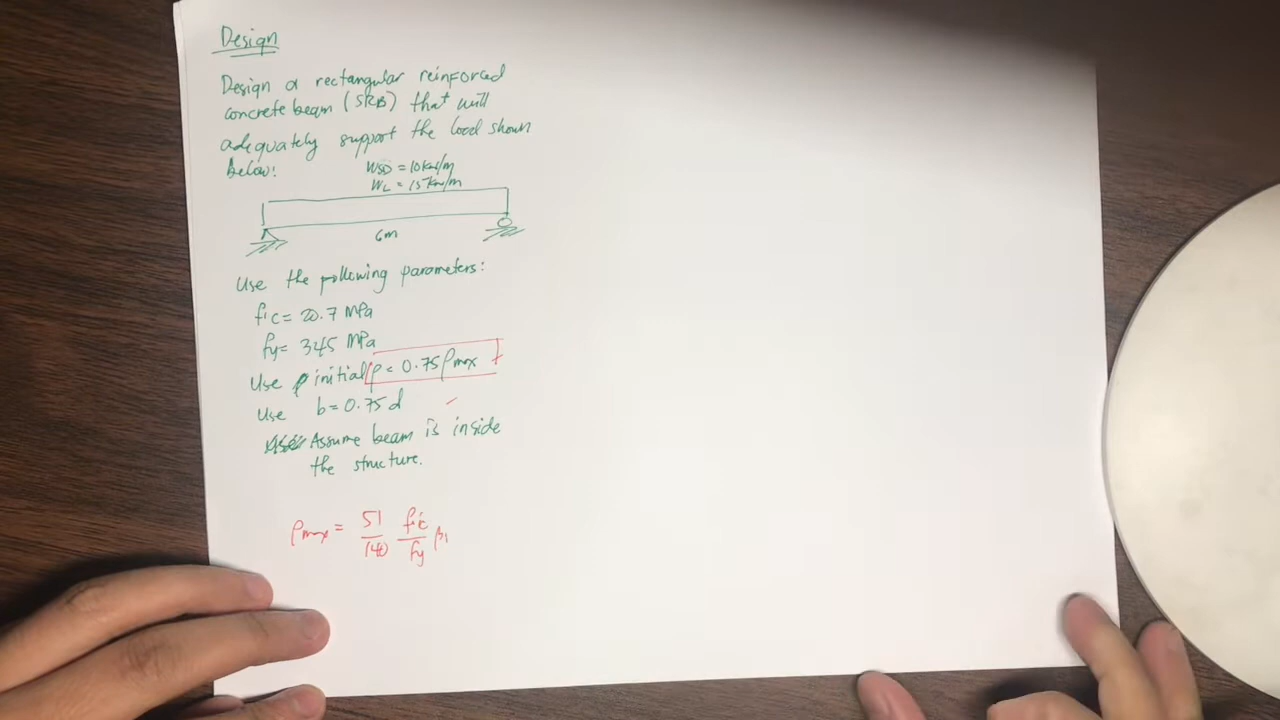 Design
Design a rectangular reinforced
concrete beam (SRB) that will
adequately support the load shown
below:
WSD = 10 kN/m
WL = 15 kN/m
6m
Use the following parameters:
f'c = 20.7 MPa
fy = 345 MPa
Use ρ initial ρ = 0.75 ρmax
Use b = 0.75 d
Assume beam is inside
the structure.
ρmax = 51/140 f'c/fy β1